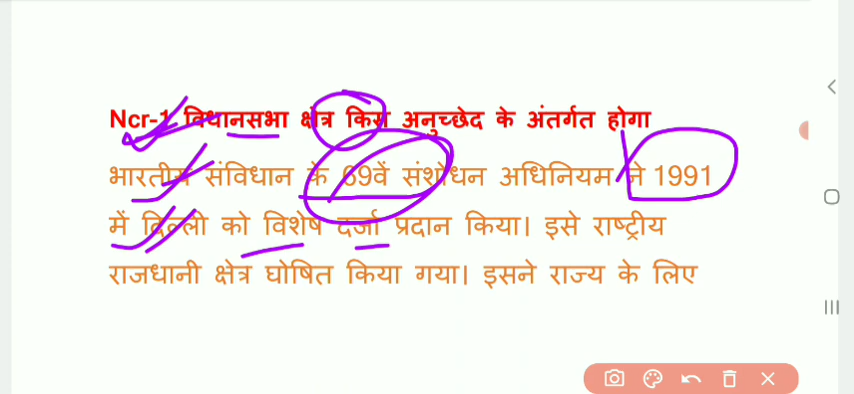 Ncr-1 विधानसभा क्षेत्र किस अनुच्छेद के अंतर्गत होगा
भारतीय संविधान के 69वें संशोधन अधिनियम ने 1991
में दिल्ली को विशेष दर्जा प्रदान किया। इसे राष्ट्रीय
राजधानी क्षेत्र घोषित किया गया। इसने राज्य के लिए